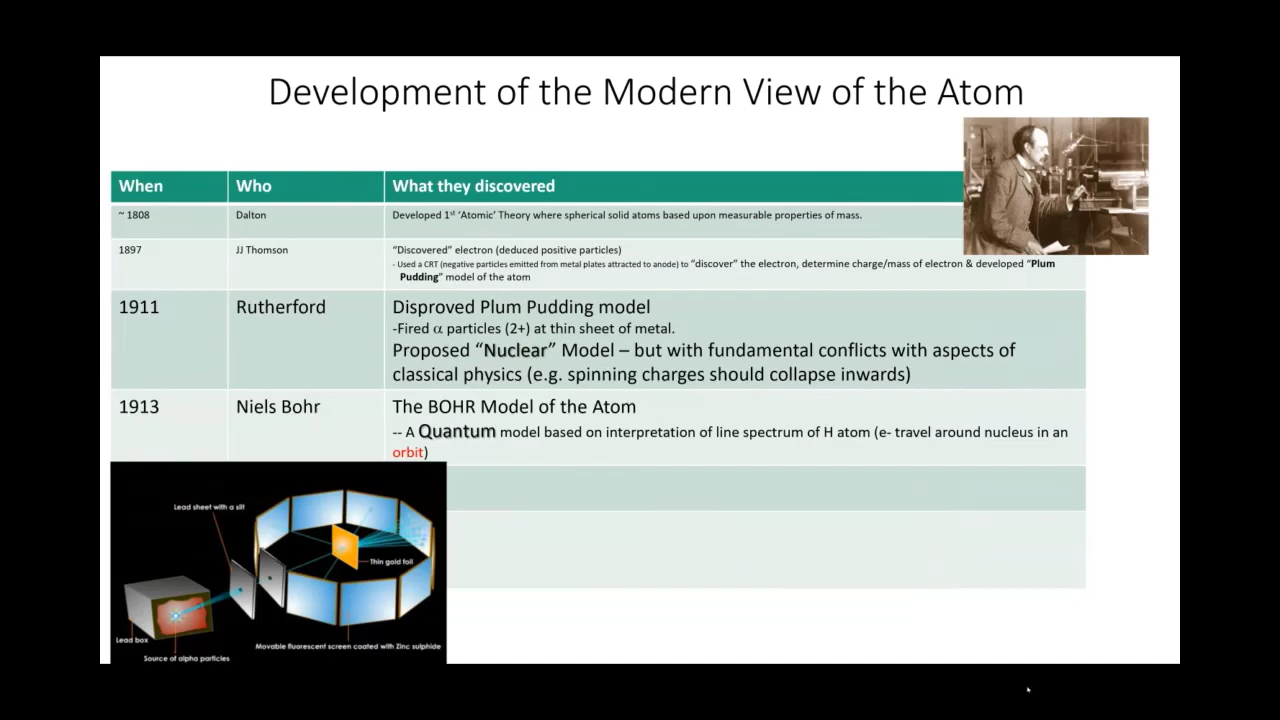 Development of the Modern View of the Atom
When Who What they discovered
~ 1808 Dalton Developed 1st ‘Atomic’ Theory where spherical solid atoms based upon measurable properties of mass.
1897 JJ Thomson “Discovered” electron (deduced positive particles)
- Used a CRT (negative particles emitted from metal plates attracted to anode) to “discover” the electron, determine charge/mass of electron & developed “Plum
Pudding” model of the atom
1911 Rutherford Disproved Plum Pudding model
-Fired α particles (2+) at thin sheet of metal.
Proposed “Nuclear” Model – but with fundamental conflicts with aspects of
classical physics (e.g. spinning charges should collapse inwards)
1913 Niels Bohr The BOHR Model of the Atom
-- A Quantum model based on interpretation of line spectrum of H atom (e- travel around nucleus in an
orbit)
Lead sheet with a slit
Thin gold foil
Lead box
Movable fluorescent screen coated with Zinc sulphide
Source of alpha particles